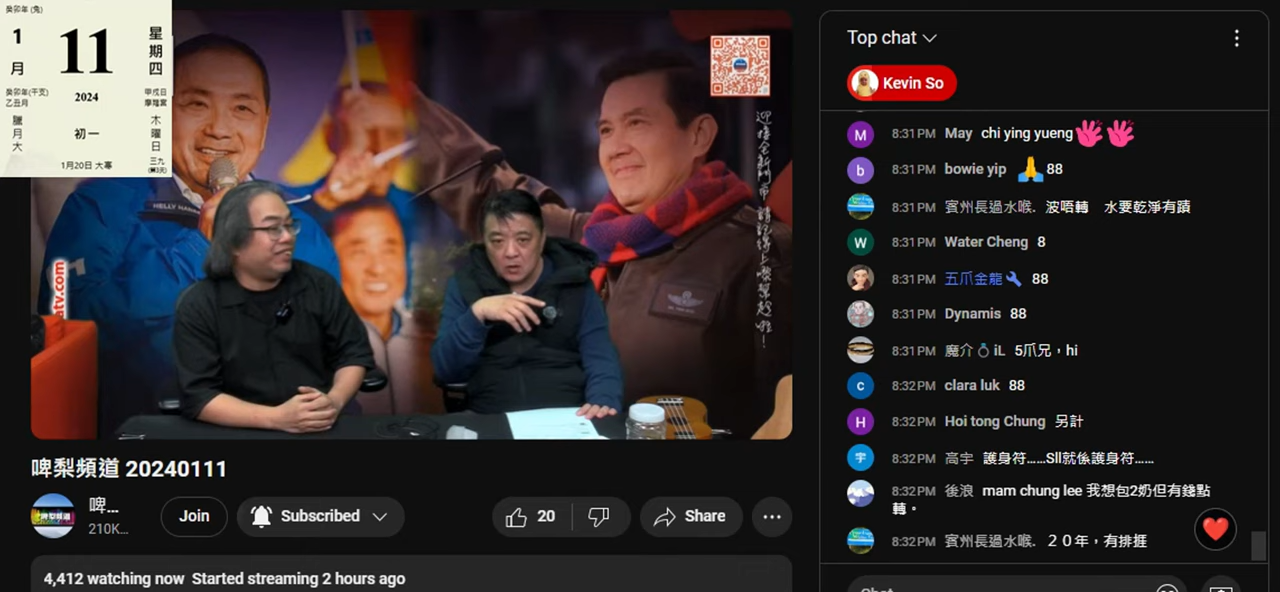 癸卯年 (兔)
1
月
11
星期四
癸卯年(干支)
乙丑月
2024
甲戌日
臘月大
初一
木曜日
三九
1月20日 大寒
HELLY HANSEN
atv.com
啤梨頻道 20240111
啤...
210K...
Join
Subscribed
20
Share
4,412 watching now Started streaming 2 hours ago
Top chat
Kevin So
8:31 PM May chi ying yueng
8:31 PM bowie yip 🙏 88
8:31 PM 賓州長過水喉. 波唔轉 水要乾淨有蹟
8:31 PM Water Cheng 8
8:31 PM 五爪金龍 88
8:31 PM Dynamis 88
8:31 PM 魔介💍iL 5爪兄，hi
8:32 PM clara luk 88
8:32 PM Hoi tong Chung 另計
8:32 PM 高宇 護身符......Sll就係護身符......
8:32 PM 後浪 mam chung lee 我想包2奶但有錢點
轉。
8:32 PM 賓州長過水喉. ２０年，有排捱
Chat...